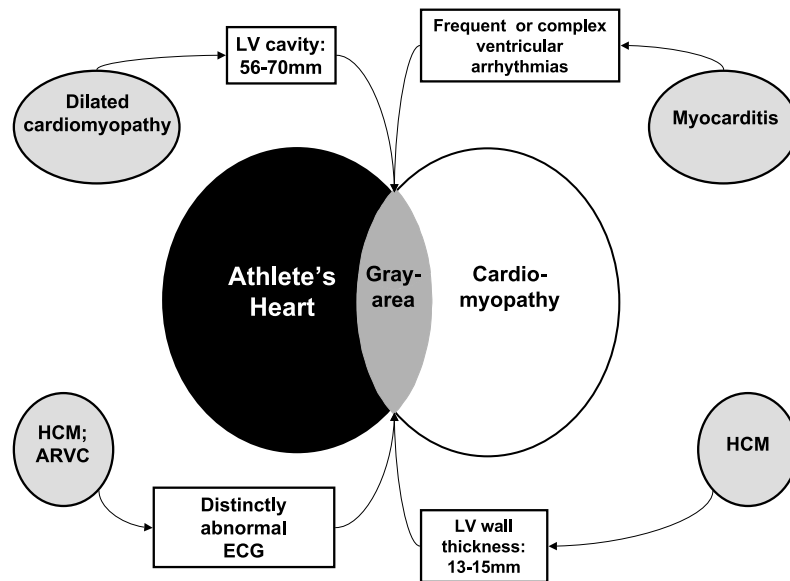 LV cavity:
56-70mm
Frequent or complex
ventricular
arrhythmias
Dilated
cardiomyopathy
Myocarditis
Athlete's
Heart
Gray-
area
Cardio-
myopathy
HCM;
ARVC
HCM
Distinctly
abnormal
ECG
LV wall
thickness:
13-15mm